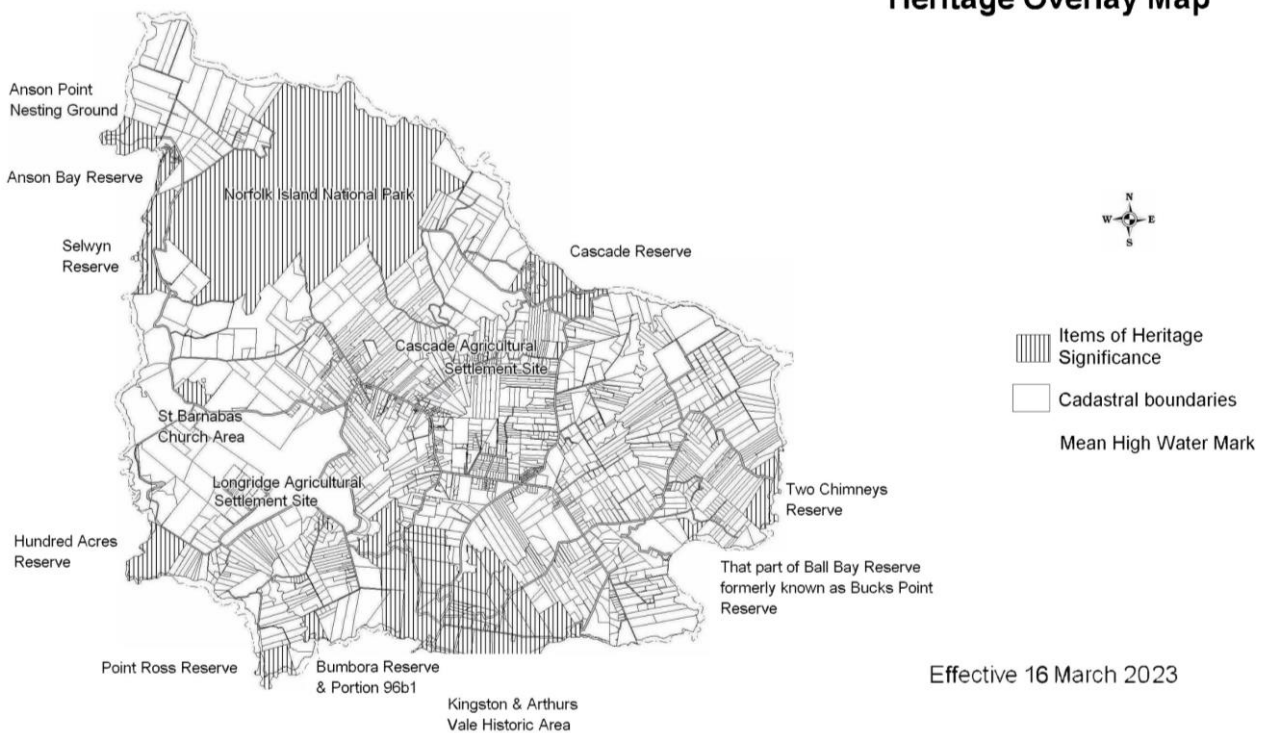 Heritage Overlay Map
Anson Point
Nesting Ground
Anson Bay Reserve
Norfolk Island National Park
N
W
E
S
Selwyn
Reserve
Cascade Reserve
Items of Heritage
Significance
Cascade Agricultural
Settlement Site
Cadastral boundaries
St Barnabas
Church Area
Mean High Water Mark
Longridge Agricultural
Settlement Site
Two Chimneys
Reserve
Hundred Acres
Reserve
That part of Ball Bay Reserve
formerly known as Bucks Point
Reserve
Point Ross Reserve
Bumbora Reserve
& Portion 96b1
Effective 16 March 2023
Kingston & Arthurs
Vale Historic Area